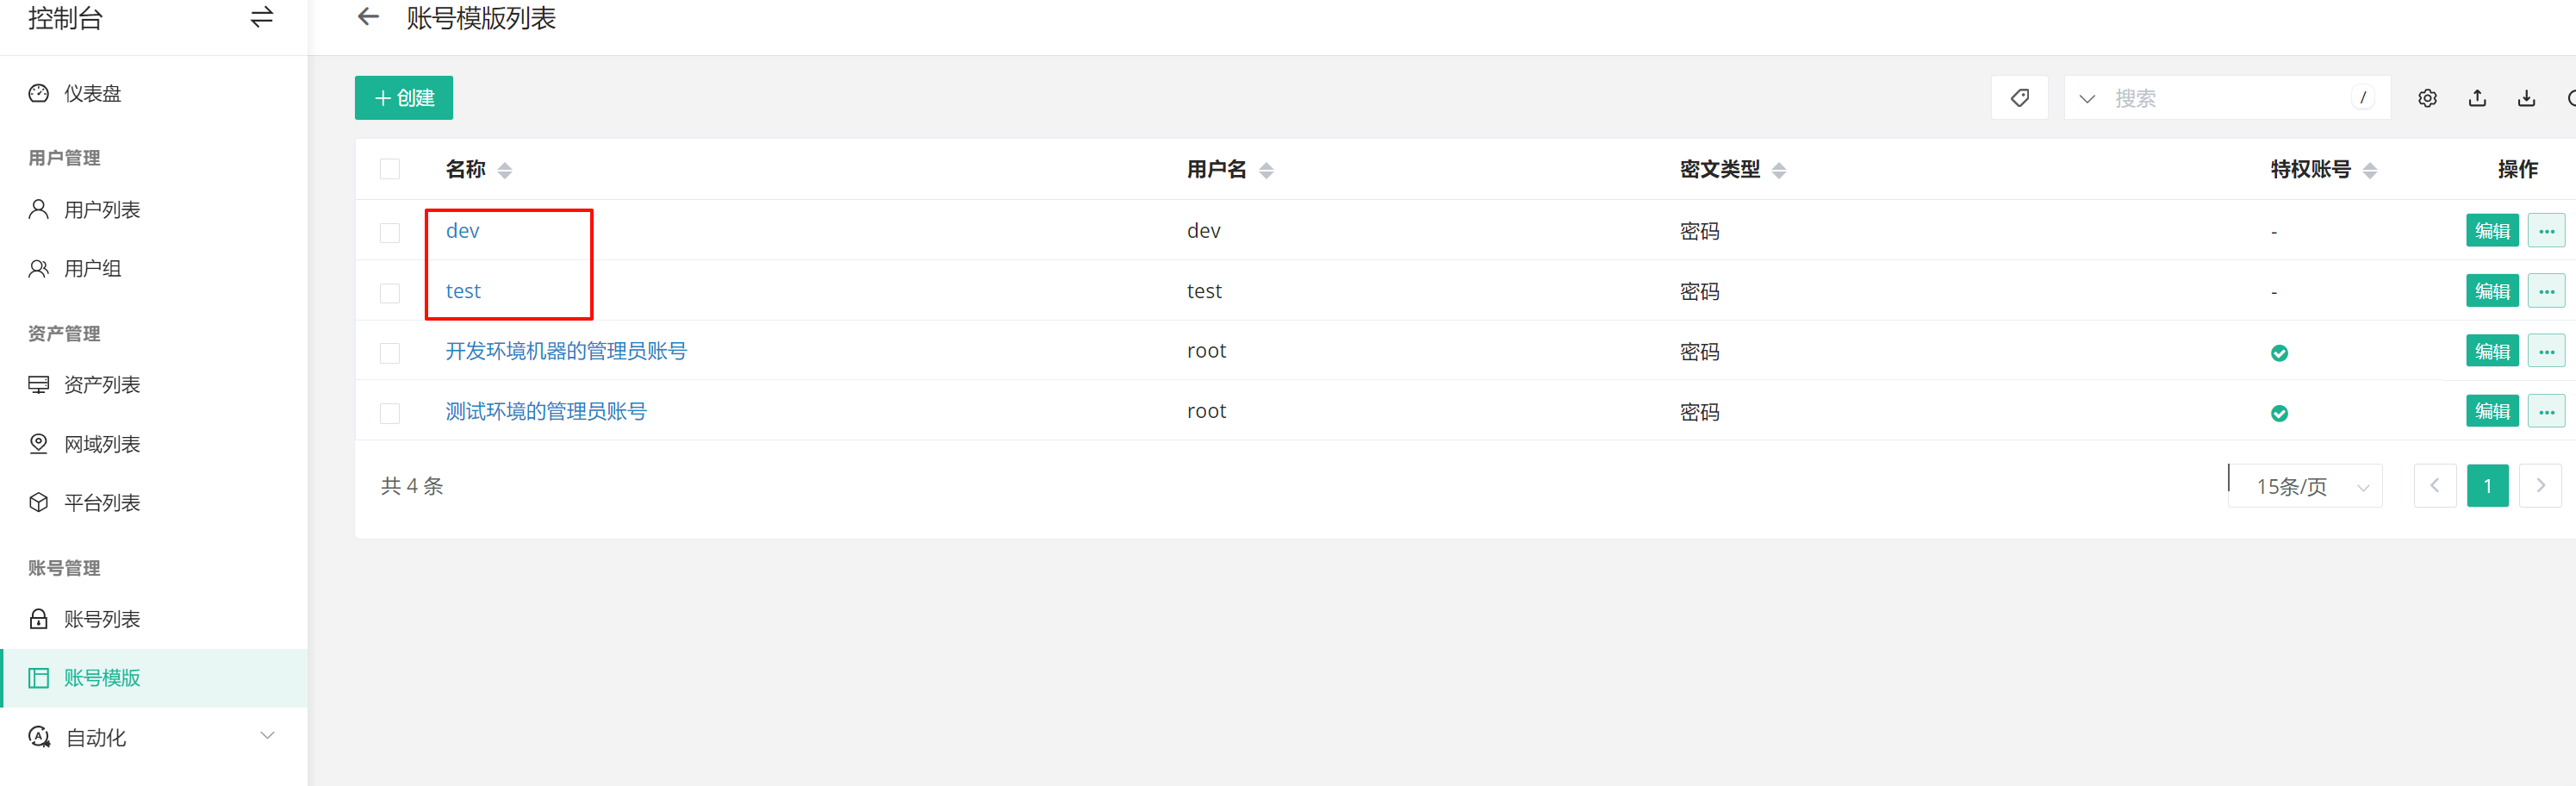 控制台
账号模版列表
仪表盘
用户管理
用户列表
用户组
资产管理
资产列表
网域列表
平台列表
账号管理
账号列表
账号模版
自动化
创建
搜索 /
名称 用户名 密文类型 特权账号 操作
dev dev 密码 - 编辑 ...
test test 密码 - 编辑 ...
开发环境机器的管理员账号 root 密码 编辑 ...
测试环境的管理员账号 root 密码 编辑 ...
共 4 条 15条/页 1